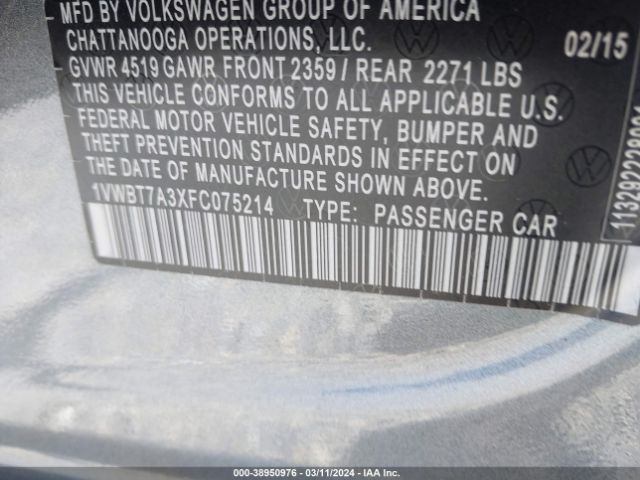 MFD BY VOLKSWAGEN GROUP OF AMERICA
CHATTANOOGA OPERATIONS, LLC.
02/15
GVWR 4519 GAWR FRONT 2359 / REAR 2271 LBS
THIS VEHICLE CONFORMS TO ALL APPLICABLE U.S.
FEDERAL MOTOR VEHICLE SAFETY, BUMPER AND
THEFT PREVENTION STANDARDS IN EFFECT ON
THE DATE OF MANUFACTURE SHOWN ABOVE.
1VWBT7A3XFC075214 TYPE: PASSENGER CAR
000-38950976 - 03/11/2024 - IAA Inc.